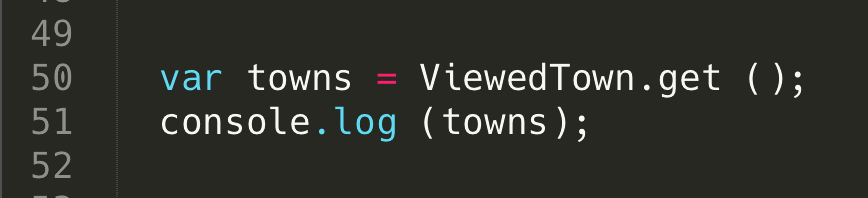 49
50 var towns = ViewedTown.get ();
51 console.log (towns);
52